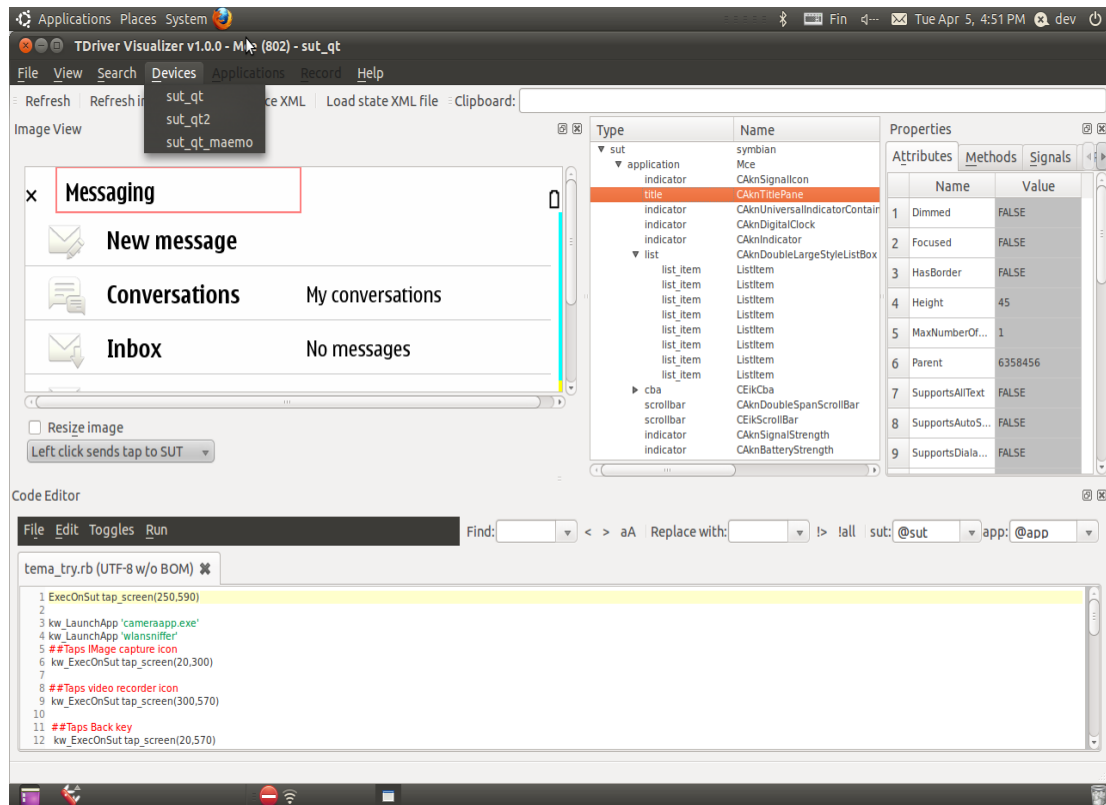 Applications Places System
Fin
Tue Apr 5, 4:51 PM
dev
TDriver Visualizer v1.0.0 - Mce (802) - sut_qt
File View Search Devices Applications Record Help
Refresh
Load state XML file
Clipboard:
sut_qt
sut_qt2
sut_qt_maemo
Image View
Messaging
New message
Conversations My conversations
Inbox No messages
Resize image
Left click sends tap to SUT
Type Name
sut symbian
application Mce
indicator CAknSignalIcon
title CAknTitlePane
indicator CAknUniversalIndicatorContain
indicator CAknDigitalClock
indicator CAknIndicator
list CAknDoubleLargeStyleListBox
list_item ListItem
list_item ListItem
list_item ListItem
list_item ListItem
list_item ListItem
list_item ListItem
list_item ListItem
list_item ListItem
cba CEikCba
scrollbar CAknDoubleSpanScrollBar
scrollbar CEikScrollBar
indicator CAknSignalStrength
indicator CAknBatteryStrength
Properties
Attributes Methods Signals
Name Value
1 Dimmed FALSE
2 Focused FALSE
3 HasBorder FALSE
4 Height 45
5 MaxNumberOf... 1
6 Parent 6358456
7 SupportsAllText FALSE
8 SupportsAutoS... FALSE
9 SupportsDiala... FALSE
Code Editor
File Edit Toggles Run
Find: < > aA Replace with: !> !all sut: @sut app: @app
tema_try.rb (UTF-8 w/o BOM)
1 ExecOnSut tap_screen(250,590)
2
3 kw_LaunchApp 'cameraapp.exe'
4 kw_LaunchApp 'wlansniffer'
5 ##Taps IMage capture icon
6 kw_ExecOnSut tap_screen(20,300)
7
8 ##Taps video recorder icon
9 kw_ExecOnSut tap_screen(300,570)
10
11 ##Taps Back key
12 kw_ExecOnSut tap_screen(20,570)